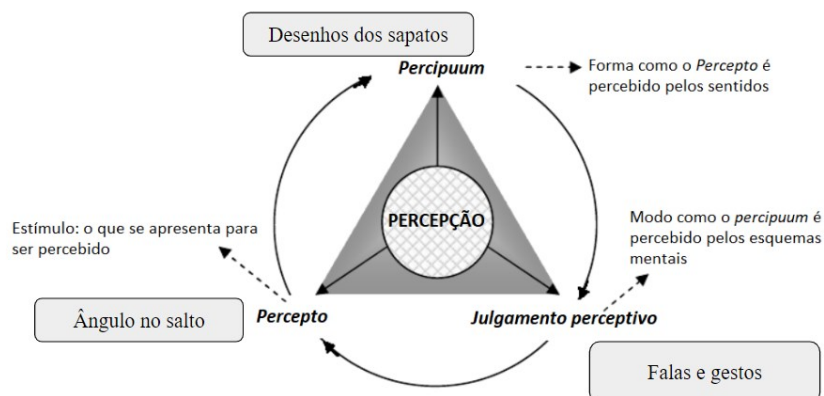 Desenhos dos sapatos
Percipuum
Forma como o Percepto é
percebido pelos sentidos
PERCEPÇÃO
Estímulo: o que se apresenta para
ser percebido
Modo como o percipuum é
percebido pelos esquemas
mentais
Ângulo no salto
Percepto
Julgamento perceptivo
Falas e gestos